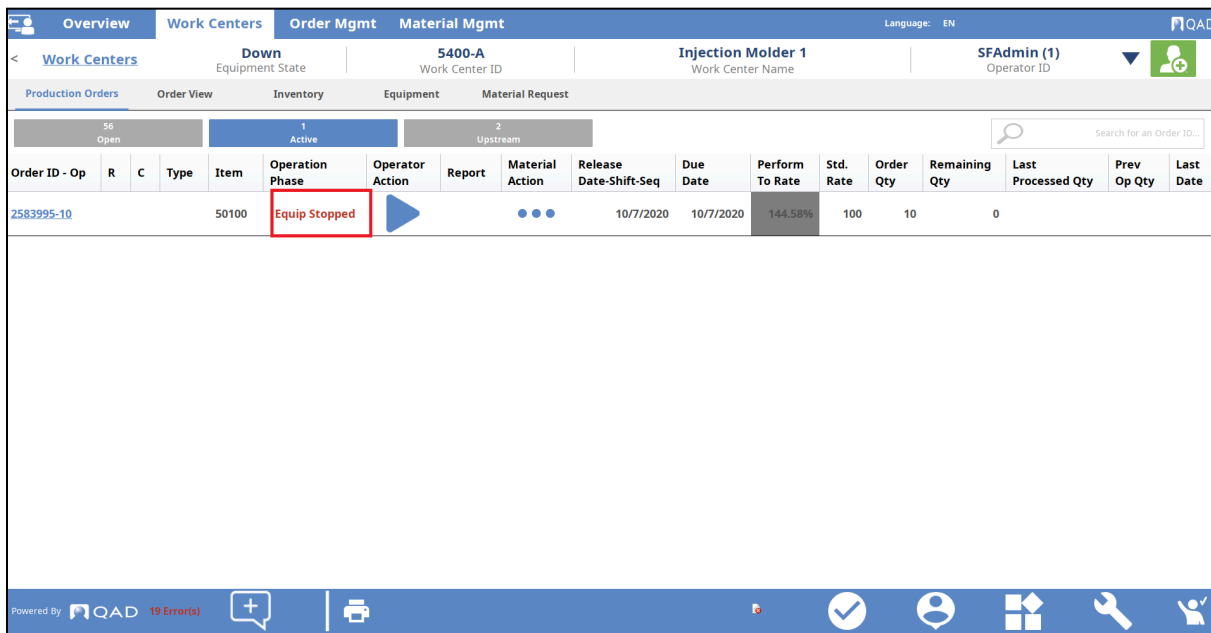 Overview Work Centers Order Mgmt Material Mgmt Language: EN QAD
< Work Centers Down 5400-A Injection Molder 1 SFAdmin (1)
Equipment State Work Center ID Work Center Name Operator ID
Production Orders Order View Inventory Equipment Material Request
56 1 2
Open Active Upstream Search for an Order ID...
Order ID - Op R C Type Item Operation Phase Operator Action Report Material Action Release Date-Shift-Seq Due Date Perform To Rate Std. Rate Order Qty Remaining Qty Last Processed Qty Prev Op Qty Last Date
2583995-10 50100 Equip Stopped 10/7/2020 10/7/2020 144.58% 100 10 0
Powered By QAD 19 Error(s)